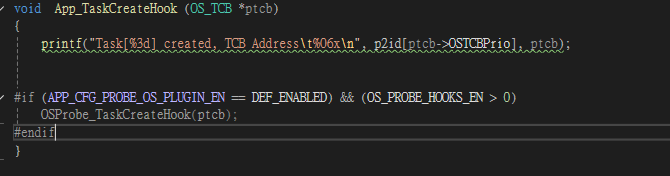 void  App_TaskCreateHook (OS_TCB *ptcb)
{
    printf("Task[%3d] created, TCB Address\t%06x\n", p2id[ptcb->OSTCBPrio], ptcb);
#if (APP_CFG_PROBE_OS_PLUGIN_EN == DEF_ENABLED) && (OS_PROBE_HOOKS_EN > 0)
    OSProbe_TaskCreateHook(ptcb);
#endif
}